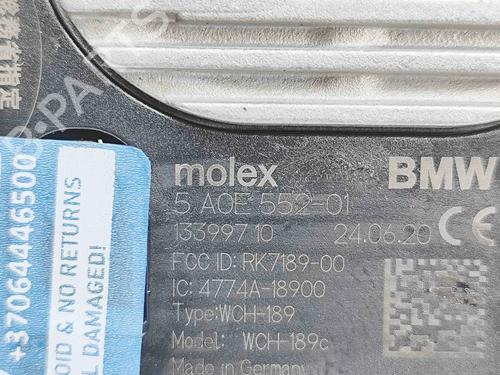 molex
BMW
5 A0E 552-01
13399710
24.06.20
CE
FCC ID: RK7189-00
IC: 4774A-18900
Type: WCH-189
Model: WCH-189c
Made in Germany
+37064446500
OID & NO RETURNS
L DAMAGED!
PARTS